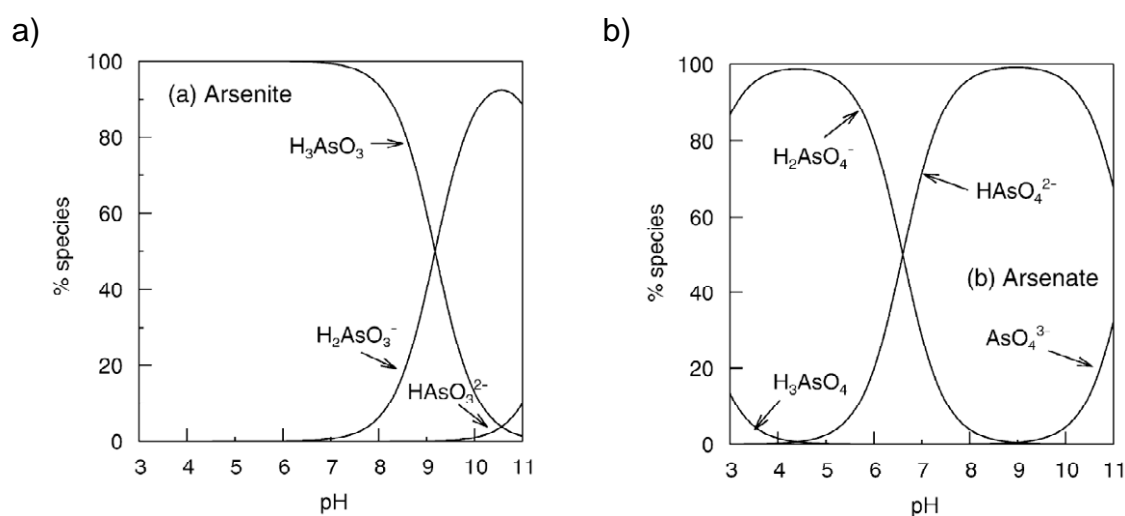 a)
(a) Arsenite
H₃AsO₃
H₂AsO₃⁻
HAsO₃²⁻
% species
100
80
60
40
20
0
3 4 5 6 7 8 9 10 11
pH
b)
H₂AsO₄⁻
HAsO₄²⁻
(b) Arsenate
AsO₄³⁻
H₃AsO₄
% species
100
80
60
40
20
0
3 4 5 6 7 8 9 10 11
pH